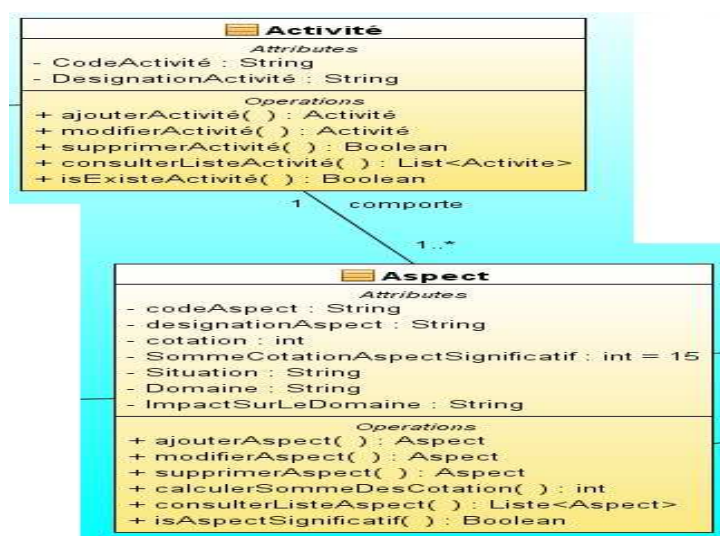 Activité
Attributes
- CodeActivité : String
- DesignationActivité : String
Operations
+ ajouterActivité( ) : Activité
+ modifierActivité( ) : Activité
+ supprimerActivité( ) : Boolean
+ consulterListeActivité( ) : List<Activite>
+ isExisteActivité( ) : Boolean
1 comporte
1..*
Aspect
Attributes
- codeAspect : String
- designationAspect : String
- cotation : int
- SommeCotationAspectSignificatif : int = 15
- Situation : String
- Domaine : String
- ImpactSurLeDomaine : String
Operations
+ ajouterAspect( ) : Aspect
+ modifierAspect( ) : Aspect
+ supprimerAspect( ) : Aspect
+ calculerSommeDesCotation( ) : int
+ consulterListeAspect( ) : Liste<Aspect>
+ isAspectSignificatif( ) : Boolean